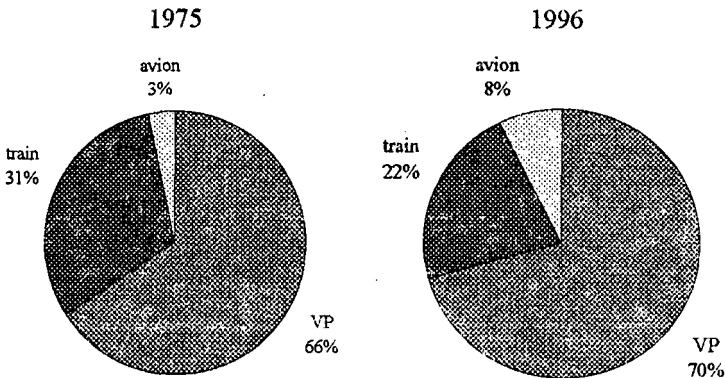 1975
avion
3%
train
31%
VP
66%
1996
avion
8%
train
22%
VP
70%